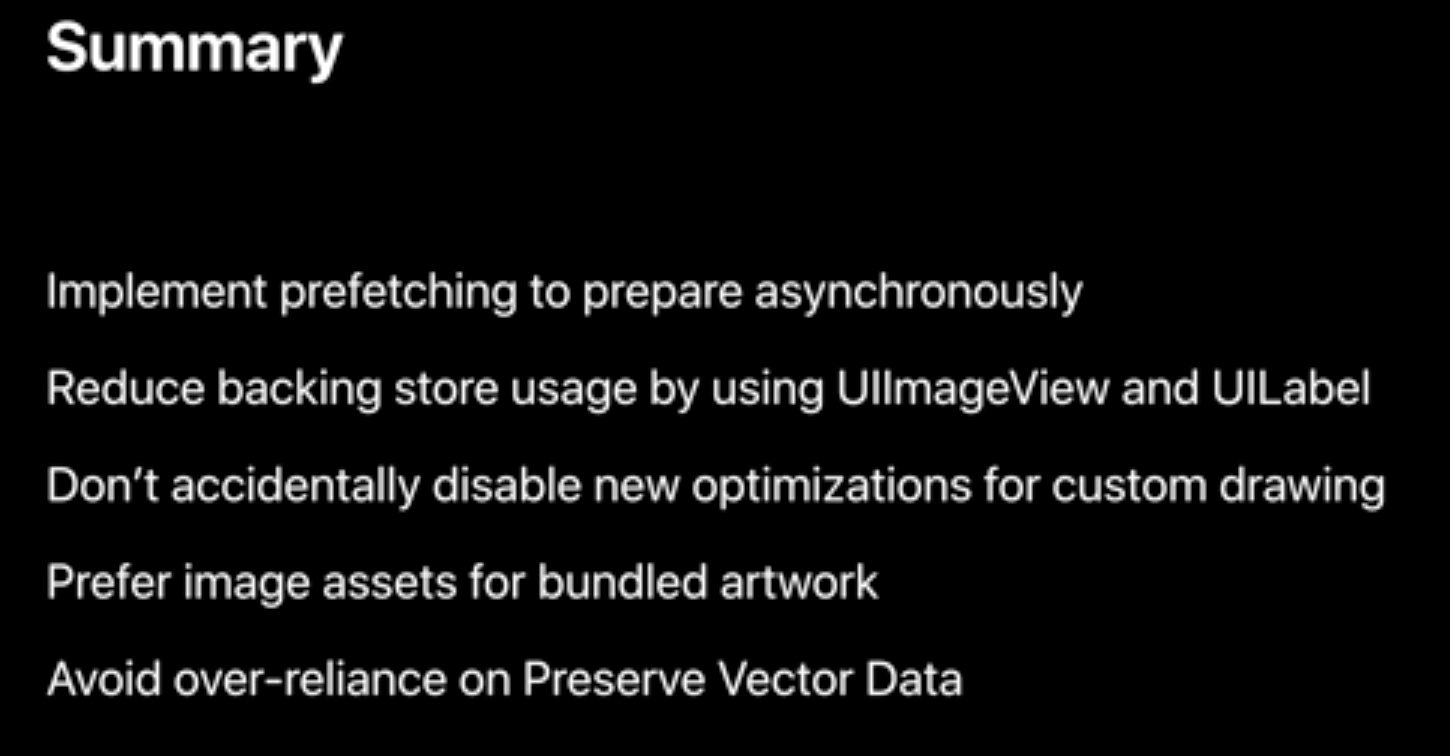 Summary
Implement prefetching to prepare asynchronously
Reduce backing store usage by using UIImageView and UILabel
Don’t accidentally disable new optimizations for custom drawing
Prefer image assets for bundled artwork
Avoid over-reliance on Preserve Vector Data